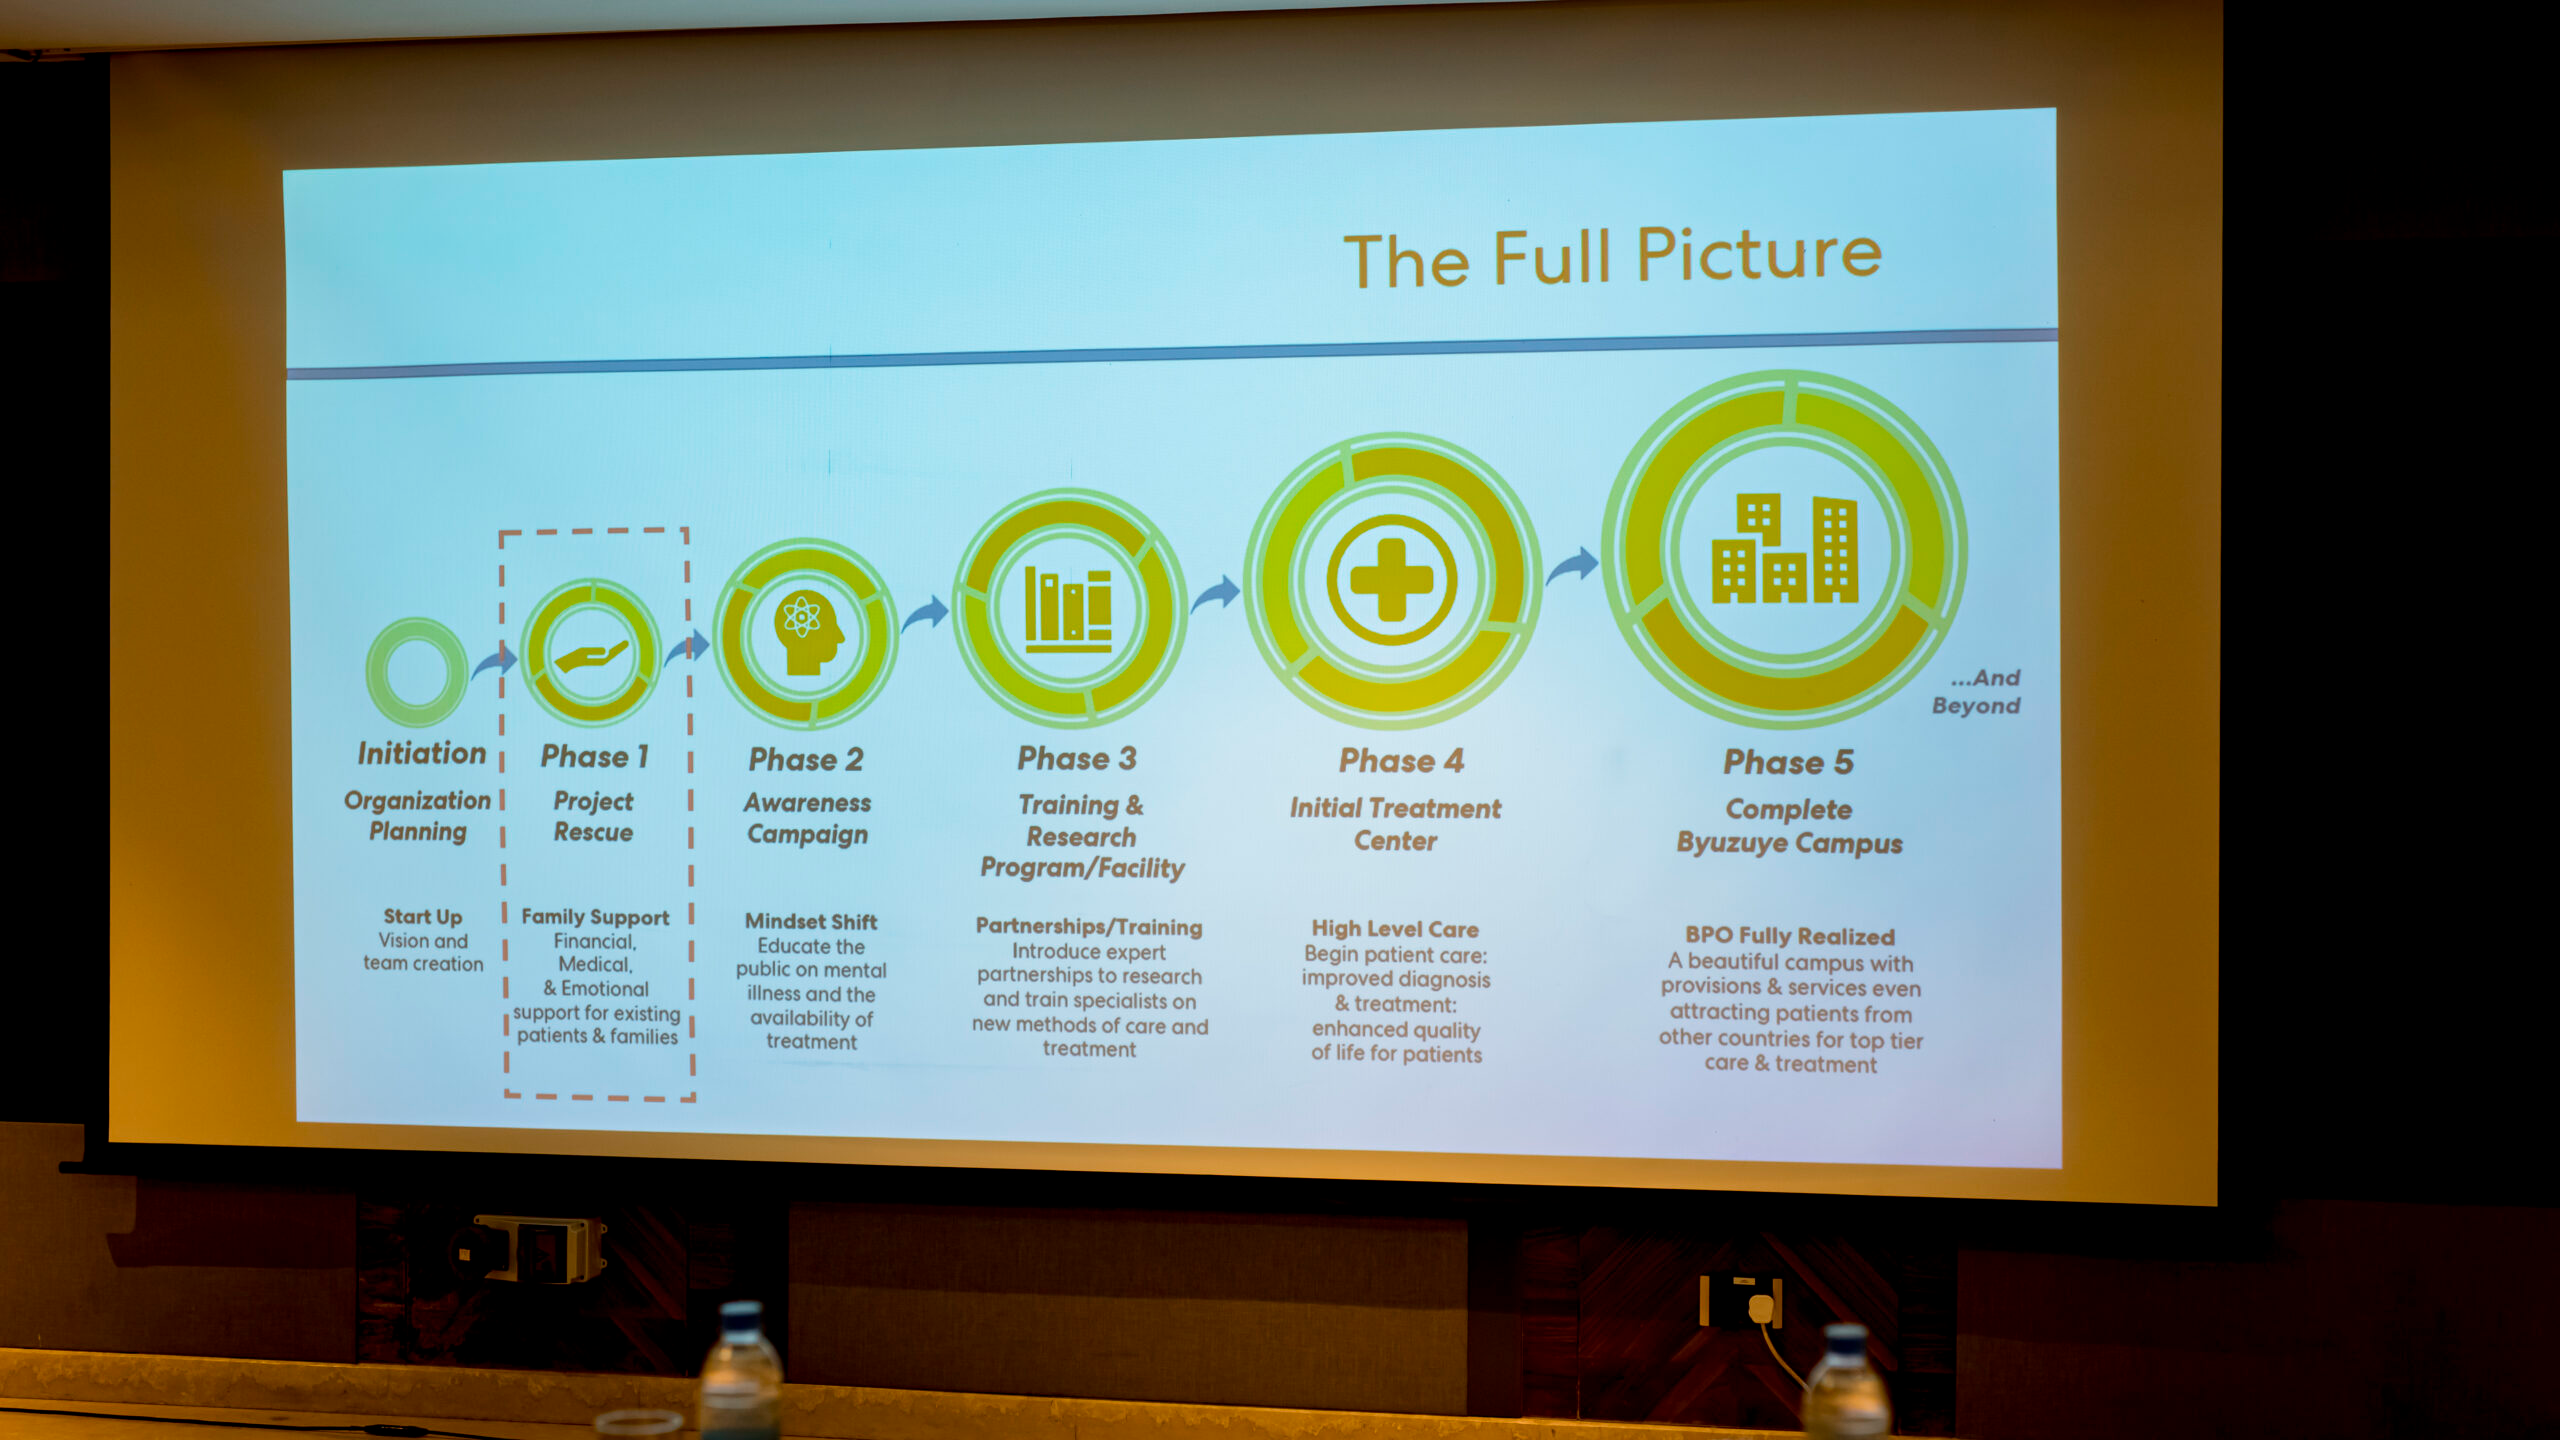 The Full Picture
...And
Beyond
Initiation
Organization
Planning
Start Up
Vision and
team creation
Phase 1
Project
Rescue
Family Support
Financial,
Medical,
& Emotional
support for existing
patients & families
Phase 2
Awareness
Campaign
Mindset Shift
Educate the
public on mental
illness and the
availability of
treatment
Phase 3
Training &
Research
Program/Facility
Partnerships/Training
Introduce expert
partnerships to research
and train specialists on
new methods of care and
treatment
Phase 4
Initial Treatment
Center
High Level Care
Begin patient care:
improved diagnosis
& treatment:
enhanced quality
of life for patients
Phase 5
Complete
Byuzuye Campus
BPO Fully Realized
A beautiful campus with
provisions & services even
attracting patients from
other countries for top tier
care & treatment